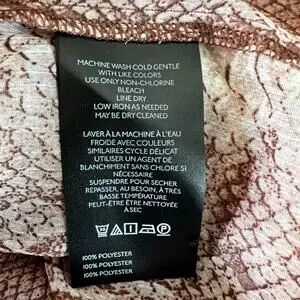 MACHINE WASH COLD GENTLE
WITH LIKE COLORS
USE ONLY NON-CHLORINE
BLEACH
LINE DRY
LOW IRON AS NEEDED
MAY BE DRY CLEANED
LAVER À LA MACHINE À L'EAU
FROIDE AVEC COULEURS
SIMILAIRES CYCLE DÉLICAT
UTILISER UN AGENT DE
BLANCHIMENT SANS CHLORE SI
NÉCESSAIRE
SUSPENDRE POUR SECHER
REPASSER, AU BESOIN, À TRÈS
BASSE TEMPÉRATURE
PEUT-ÊTRE ÊTRE NETTOYÉE
À SEC
100% POLYESTER
100% POLYESTER
100% POLYESTER